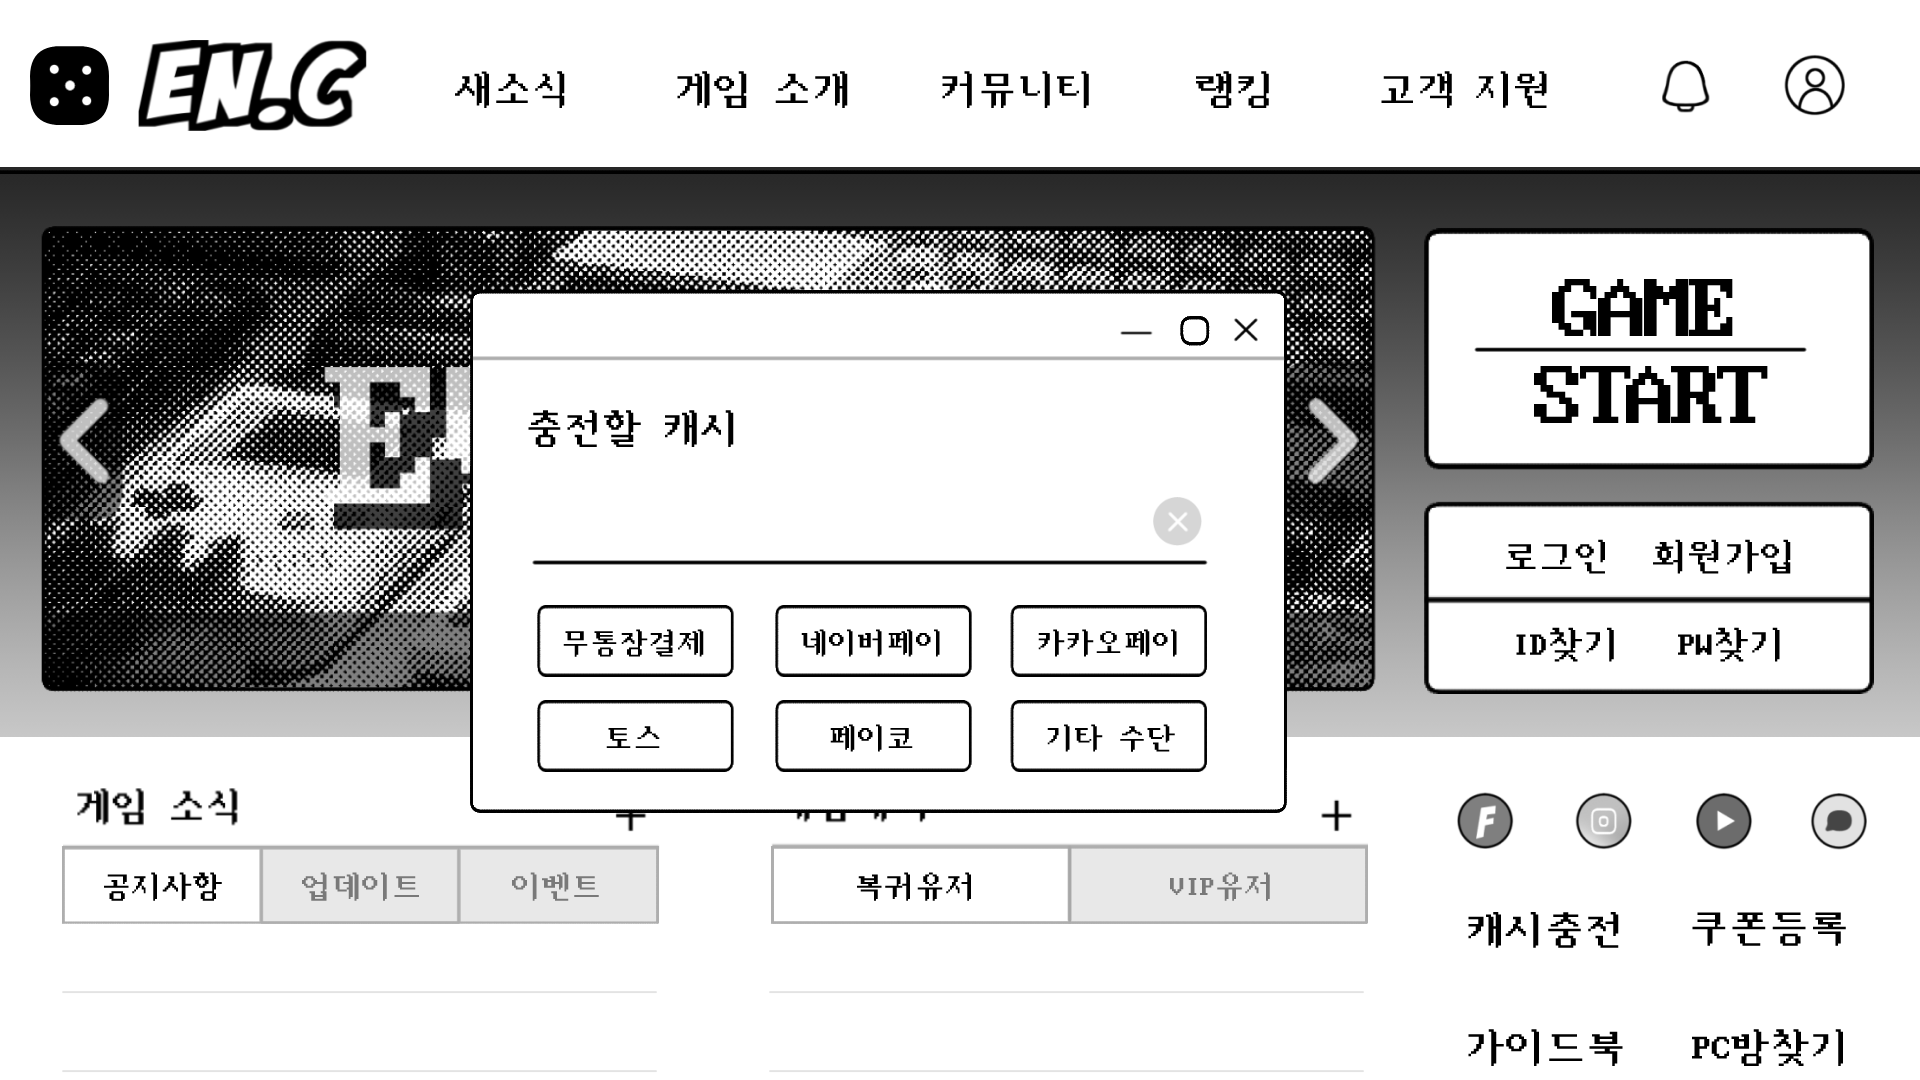 EN.C
새소식 게임 소개 커뮤니티 랭킹 고객 지원
GAME
START
충전할 캐시
무통장결제 네이버페이 카카오페이
토스 페이코 기타 수단
로그인 회원가입
ID찾기 PW찾기
게임 소식 +
+
공지사항 업데이트 이벤트
복귀유저 VIP유저
캐시충전 쿠폰등록
가이드북 PC방찾기